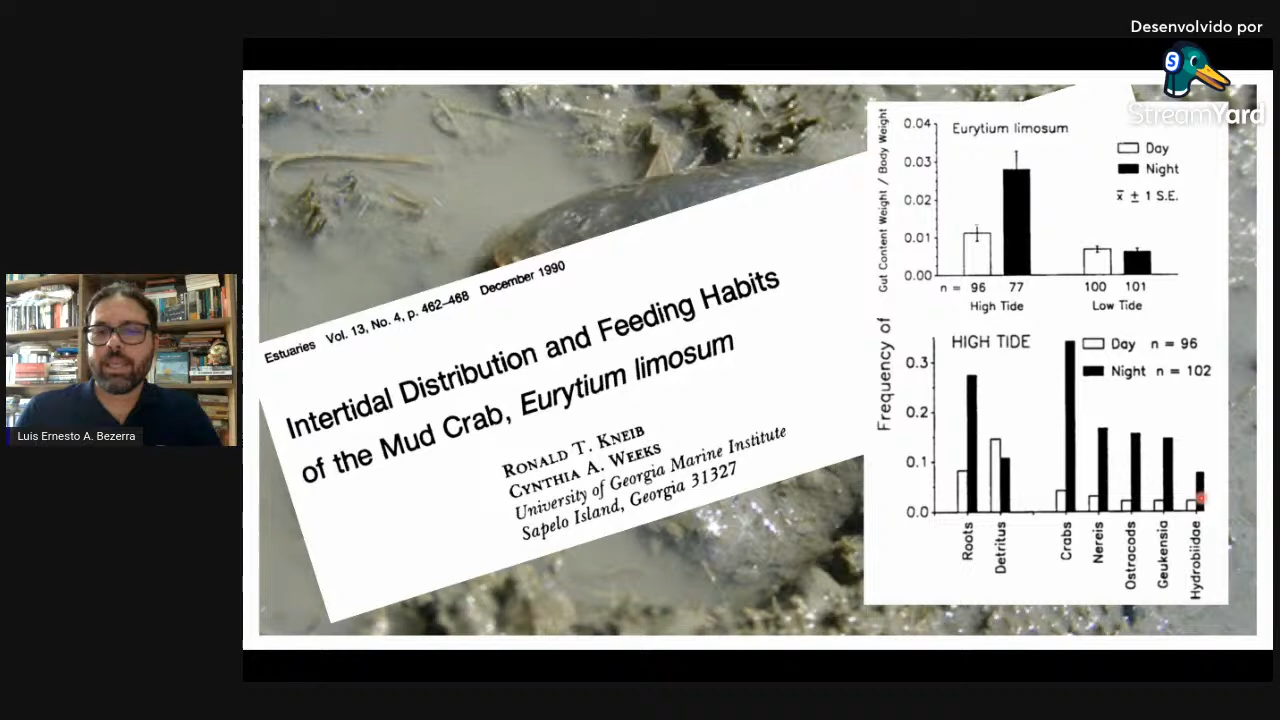 Desenvolvido por
StreamYard
Luis Ernesto A. Bezerra
Estuaries Vol. 13, No. 4, p. 462–468 December 1990
Intertidal Distribution and Feeding Habits
of the Mud Crab, Eurytium limosum
RONALD T. KNEIB
CYNTHIA A. WEEKS
University of Georgia Marine Institute
Sapelo Island, Georgia 31327
Gut Content Weight / Body Weight
Eurytium limosum
Day
Night
x̄ ± 1 S.E.
0.04
0.03
0.02
0.01
0.00
n = 96 77 100 101
High Tide Low Tide
Frequency of
HIGH TIDE
Day n = 96
Night n = 102
0.3
0.2
0.1
0.0
Roots
Detritus
Crabs
Nereis
Ostracods
Geukensia
Hydrobiidae